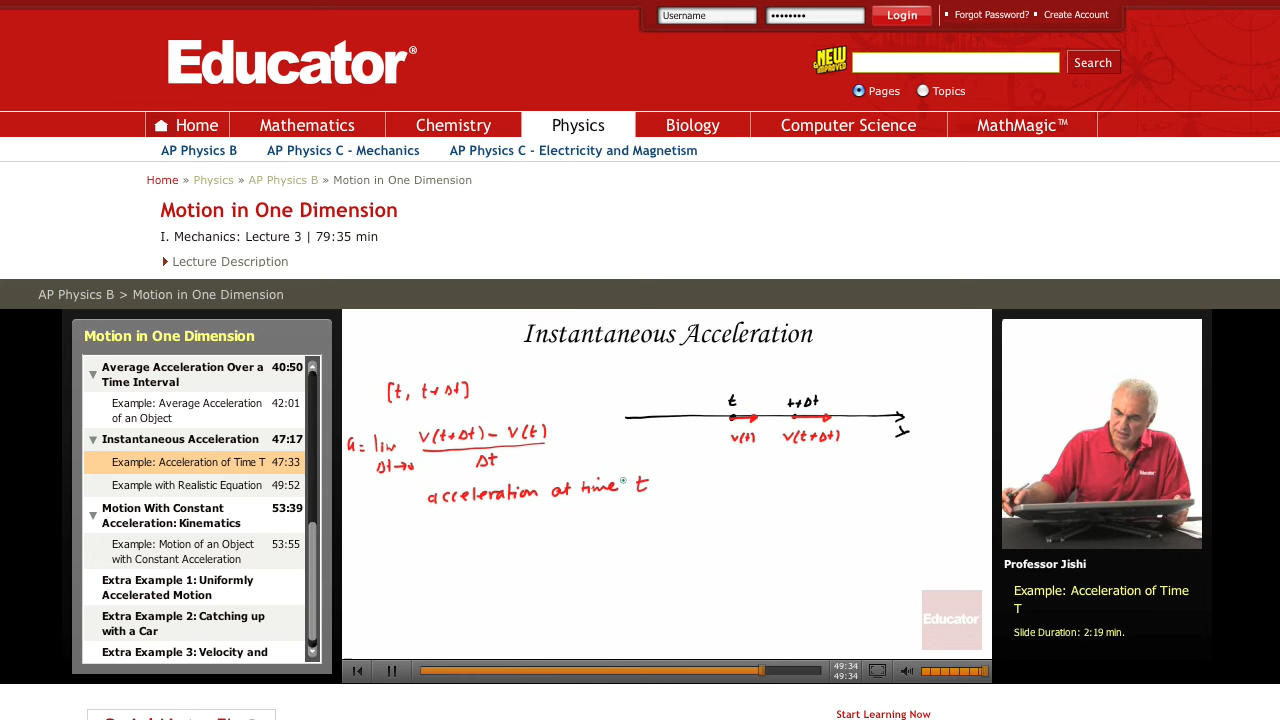 Username •••••••• Login Forgot Password? Create Account
Educator®
NEW & IMPROVED Search
Pages Topics
Home Mathematics Chemistry Physics Biology Computer Science MathMagic™
AP Physics B AP Physics C - Mechanics AP Physics C - Electricity and Magnetism
Home » Physics » AP Physics B » Motion in One Dimension
Motion in One Dimension
I. Mechanics: Lecture 3 | 79:35 min
Lecture Description
AP Physics B > Motion in One Dimension
Motion in One Dimension
Average Acceleration Over a 40:50
Time Interval
Example: Average Acceleration 42:01
of an Object
Instantaneous Acceleration 47:17
Example: Acceleration of Time T 47:33
Example with Realistic Equation 49:52
Motion With Constant 53:39
Acceleration: Kinematics
Example: Motion of an Object 53:55
with Constant Acceleration
Extra Example 1: Uniformly
Accelerated Motion
Extra Example 2: Catching up
with a Car
Extra Example 3: Velocity and
Instantaneous Acceleration
[t, t+Δt]
t t+Δt
v(t) v(t+Δt)
x
a = lim v(t+Δt) - v(t)
Δt→0 Δt
acceleration at time t
Educator
49:34
49:34
Professor Jishi
Example: Acceleration of Time
T
Slide Duration: 2:19 min.
Start Learning Now